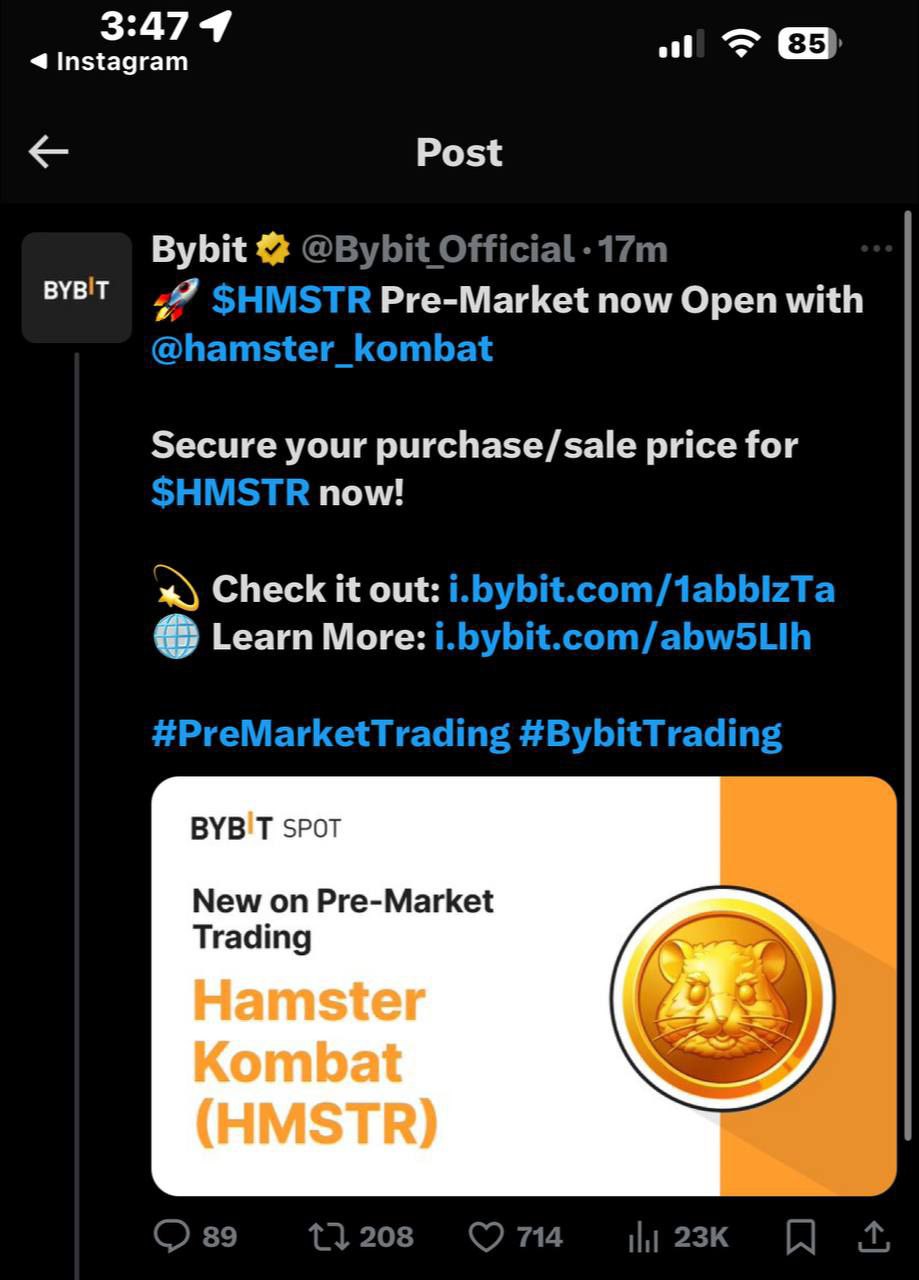 3:47
◀ Instagram
85
Post
BYBIT
Bybit @Bybit_Official · 17m
🚀 $HMSTR Pre-Market now Open with
@hamster_kombat
Secure your purchase/sale price for
$HMSTR now!
💫 Check it out: i.bybit.com/1abbIzTa
🌐 Learn More: i.bybit.com/abw5LIh
#PreMarketTrading #BybitTrading
BYBIT SPOT
New on Pre-Market
Trading
Hamster
Kombat
(HMSTR)
89 208 714 23K